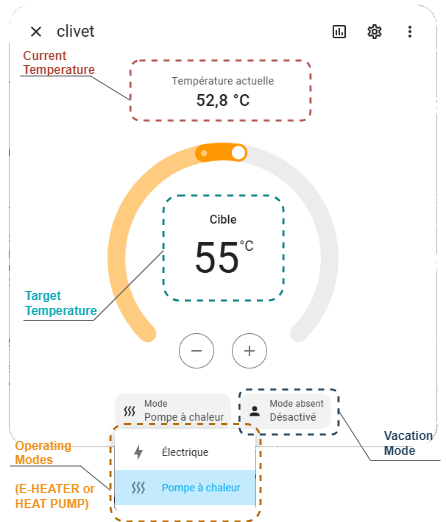 clivet
Current
Temperature
Température actuelle
52,8 °C
Cible
55 °C
Target
Temperature
Mode
Pompe à chaleur
Mode absent
Désactivé
Vacation
Mode
Operating
Modes
(E-HEATER or
HEAT PUMP)
Électrique
Pompe à chaleur